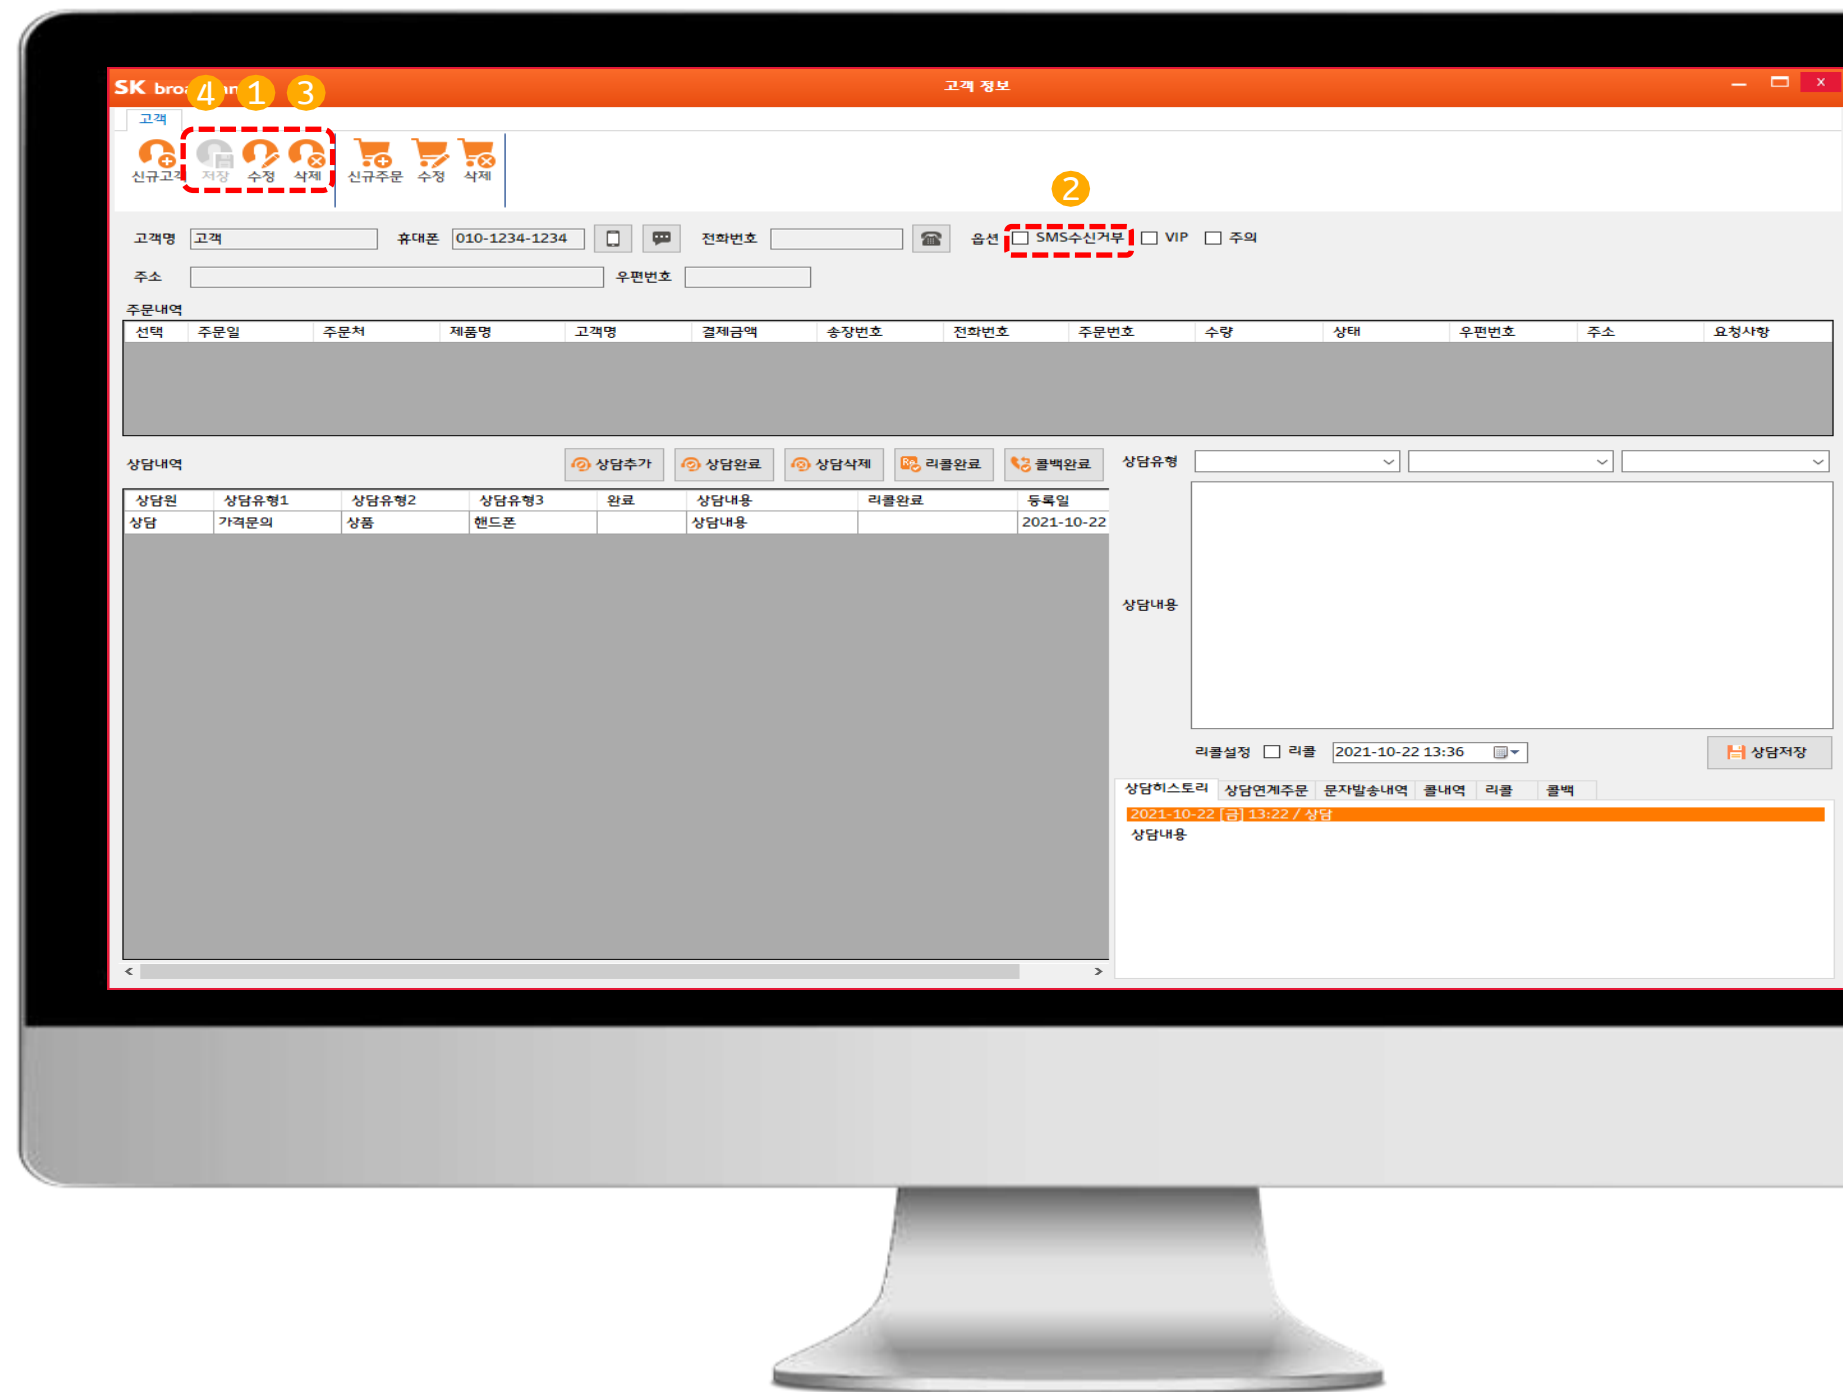 SK bro
4
n
1
3
고객 정보
고객
신규고객 저장 수정 삭제 신규주문 수정 삭제
2
고객명 고객 휴대폰 010-1234-1234 전화번호 옵션 SMS수신거부 VIP 주의
주소 우편번호
주문내역
선택 주문일 주문처 제품명 고객명 결제금액 송장번호 전화번호 주문번호 수량 상태 우편번호 주소 요청사항
상담내역 상담추가 상담완료 상담삭제 Re 리콜완료 콜백완료 상담유형
상담원 상담유형1 상담유형2 상담유형3 완료 상담내용 리콜완료 등록일
상담 가격문의 상품 핸드폰 상담내용 2021-10-22
상담내용
리콜설정 리콜 2021-10-22 13:36 상담저장
상담히스토리 상담연계주문 문자발송내역 콜내역 리콜 콜백
2021-10-22 [금] 13:22 / 상담
상담내용